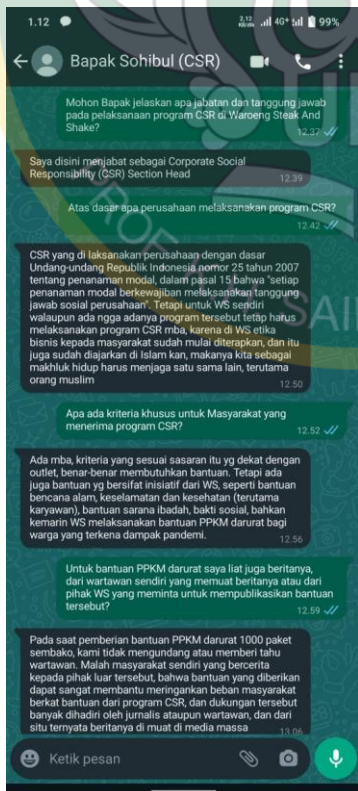 1.12
2,13 KB/dtk 4G+ 99%
Bapak Sohibul (CSR)
Mohon Bapak jelaskan apa jabatan dan tanggung jawab
pada pelaksanaan program CSR di Waroeng Steak And
Shake?
12.37
Saya disini menjabat sebagai Corporate Social
Responsibility (CSR) Section Head
12.39
Atas dasar apa perusahaan melaksanakan program CSR?
12.42
CSR yang di laksanakan perusahaan dengan dasar
Undang-undang Republik Indonesia nomor 25 tahun 2007
tentang penanaman modal, dalam pasal 15 bahwa "setiap
penanaman modal berkewajiban melaksanakan tanggung
jawab sosial perusahaan". Tetapi untuk WS sendiri
walaupun ada ngga adanya program tersebut tetap harus
melaksanakan program CSR mba, karena di WS etika
bisnis kepada masyarakat sudah mulai diterapkan, dan itu
juga sudah diajarkan di Islam kan, makanya kita sebagai
makhluk hidup harus menjaga satu sama lain, terutama
orang muslim
12.50
Apa ada kriteria khusus untuk Masyarakat yang
menerima program CSR?
12.52
Ada mba, kriteria yang sesuai sasaran itu yg dekat dengan
outlet, benar-benar membutuhkan bantuan. Tetapi ada
juga bantuan yg bersifat inisiatif dari WS, seperti bantuan
bencana alam, keselamatan dan kesehatan (terutama
karyawan), bantuan sarana ibadah, bakti sosial, bahkan
kemarin WS melaksanakan bantuan PPKM darurat bagi
warga yang terkena dampak pandemi.
12.56
Untuk bantuan PPKM darurat saya liat juga beritanya,
dari wartawan sendiri yang memuat beritanya atau dari
pihak WS yang meminta untuk mempublikasikan bantuan
tersebut?
12.59
Pada saat pemberian bantuan PPKM darurat 1000 paket
sembako, kami tidak mengundang atau memberi tahu
wartawan. Malah masyarakat sendiri yang bercerita
kepada pihak luar tersebut, bahwa bantuan yang diberikan
dapat sangat membantu meringankan beban masyarakat
berkat bantuan dari program CSR, dan dukungan tersebut
banyak dihadiri oleh jurnalis ataupun wartawan, dan dari
situ ternyata beritanya di muat di media massa
13.06
Ketik pesan